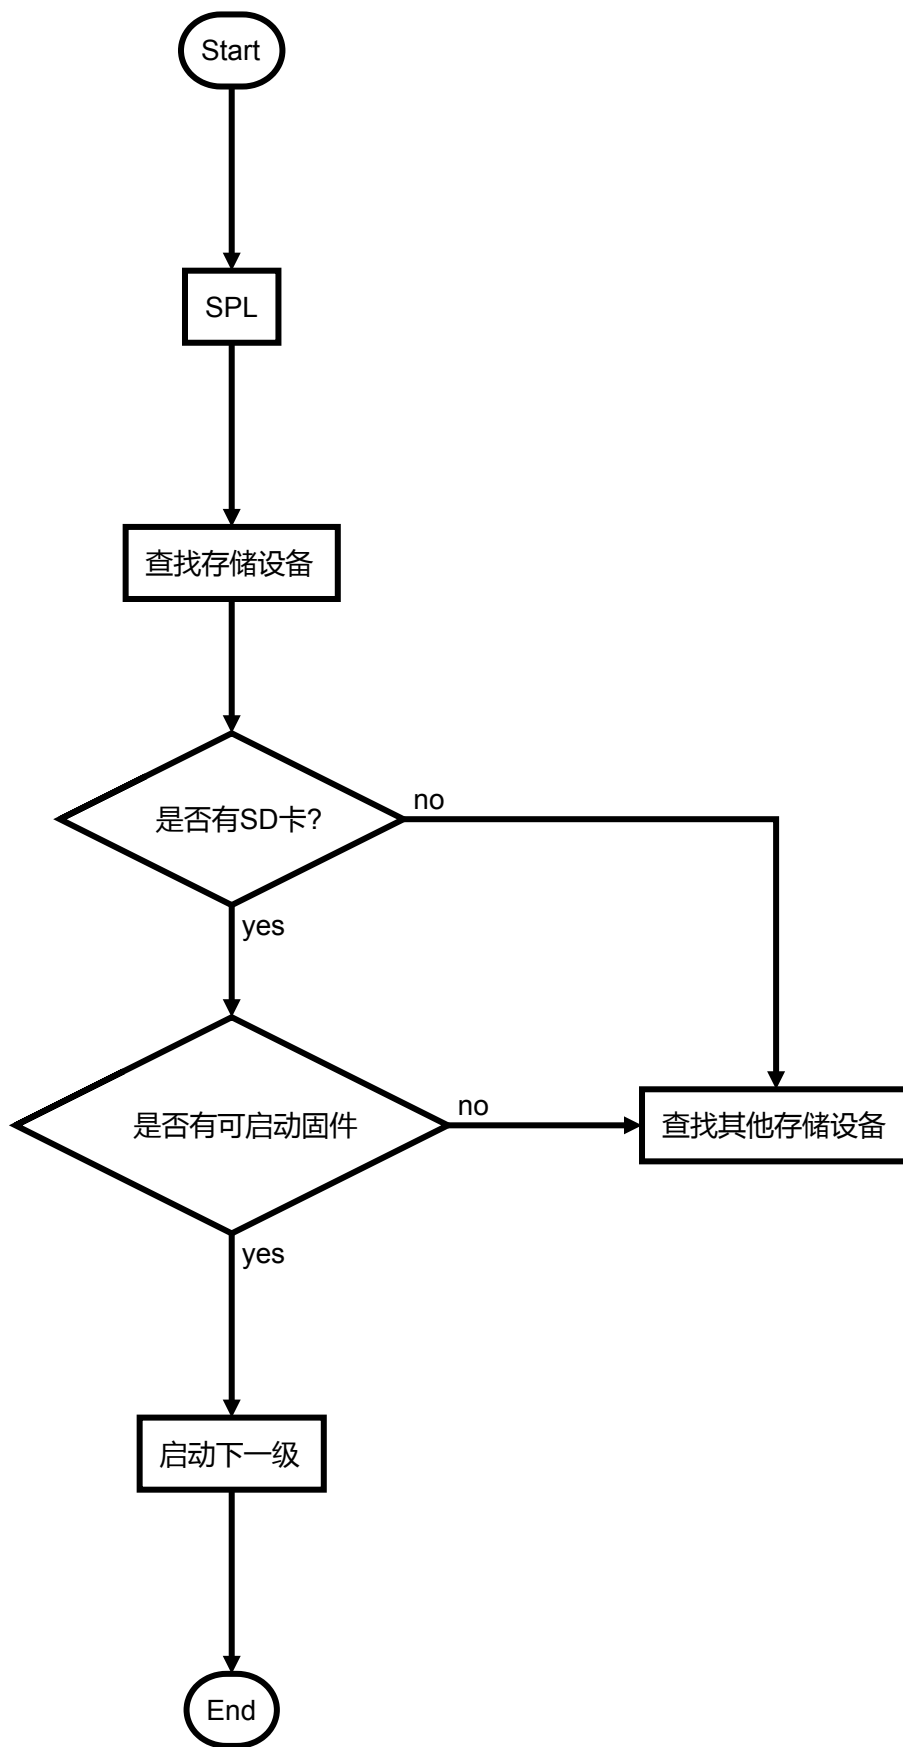 Start
SPL
查找存储设备
是否有SD卡?
no
yes
是否有可启动固件
no
查找其他存储设备
yes
启动下一级
End